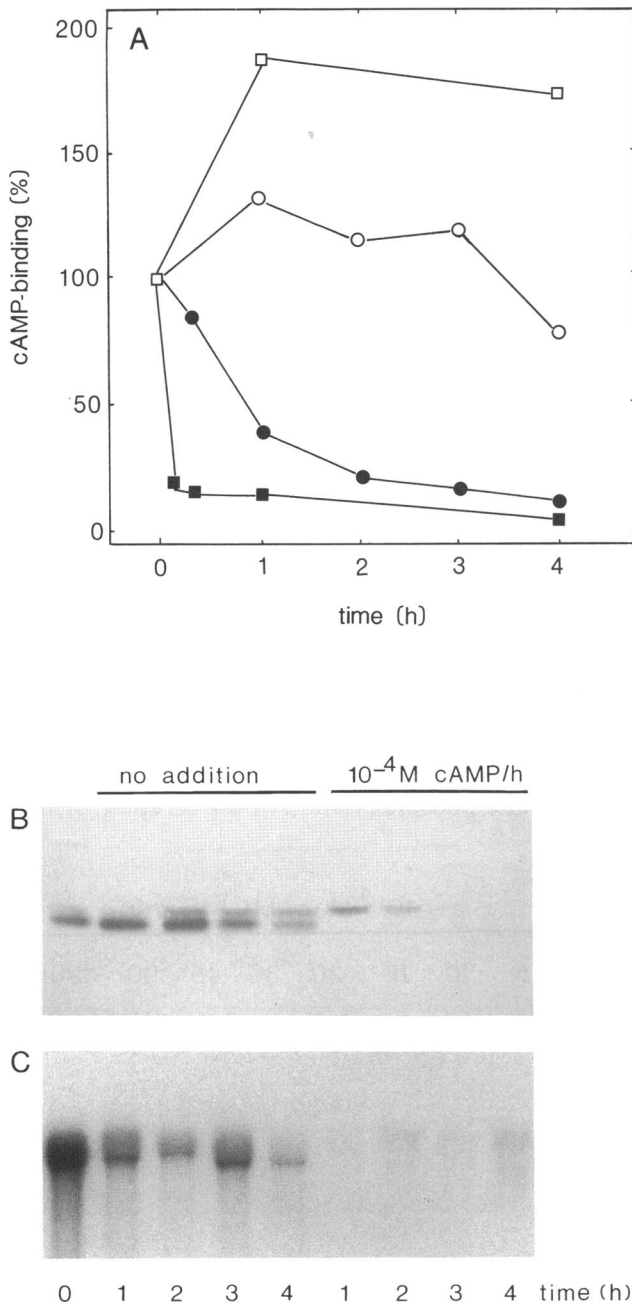 A
200
150
100
50
0
cAMP-binding (%)
0 1 2 3 4
time (h)
no addition 10⁻⁴M cAMP/h
B
C
0 1 2 3 4 1 2 3 4 time (h)